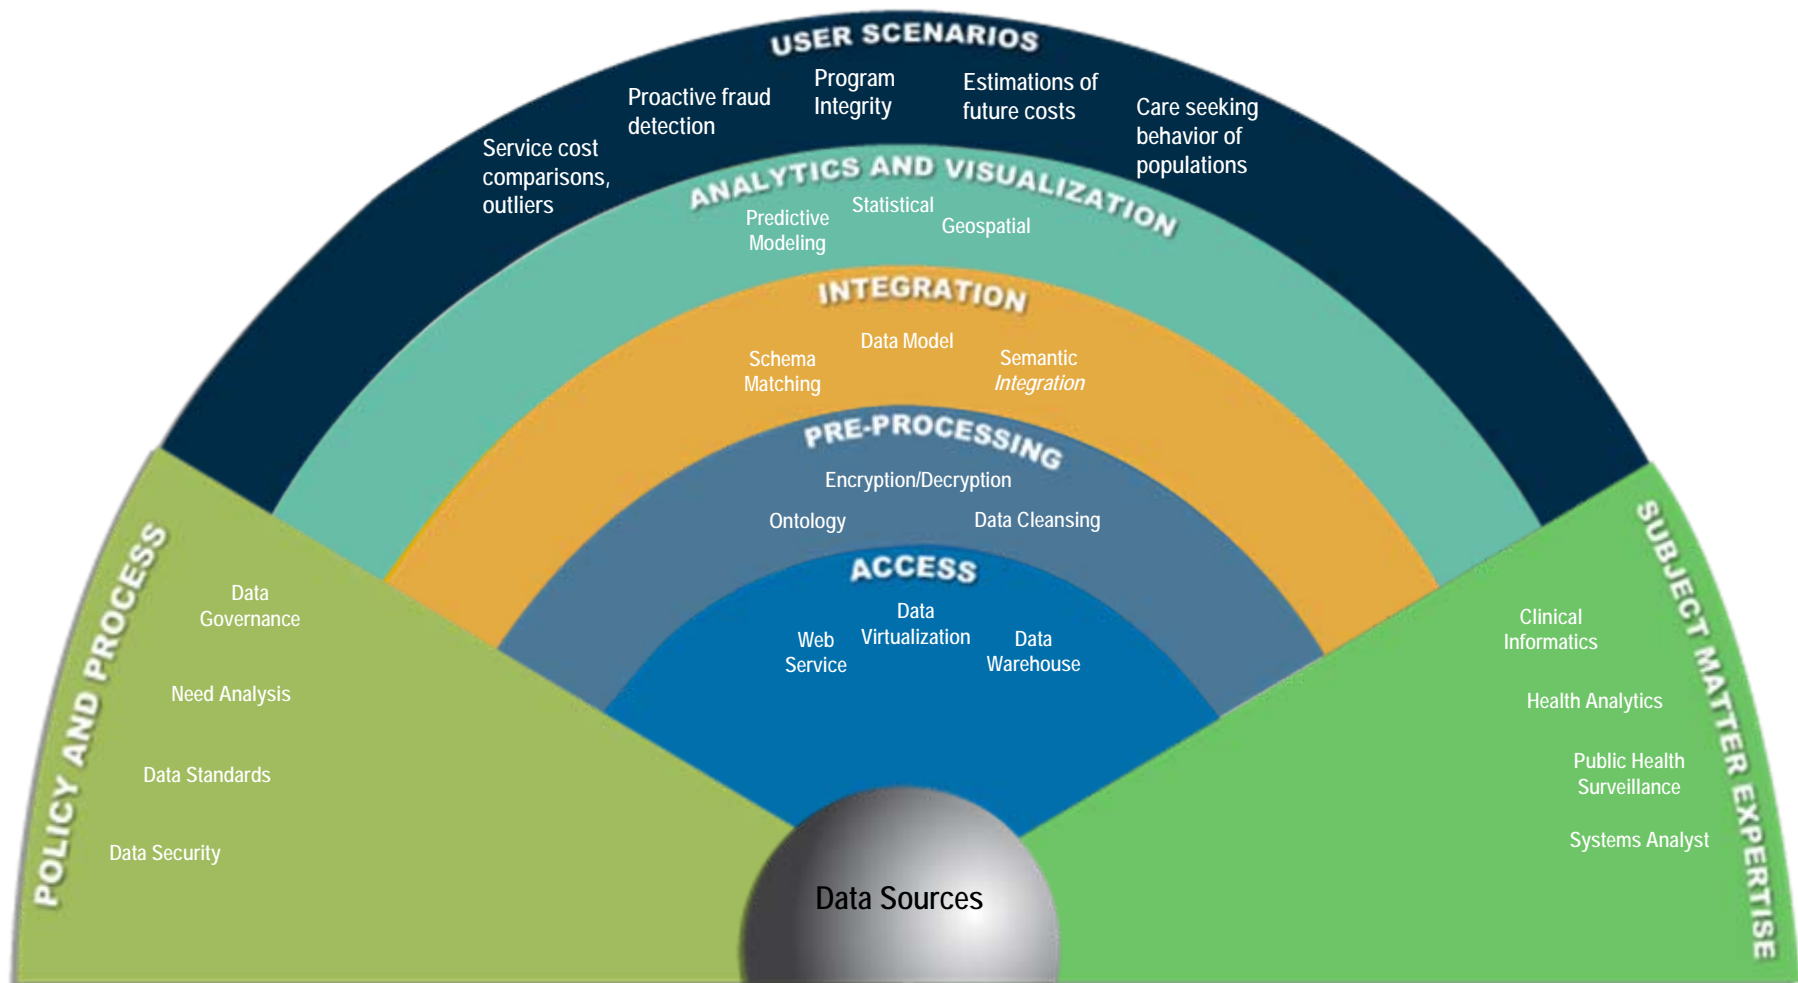 USER SCENARIOS
Service cost
comparisons,
outliers
Proactive fraud
detection
Program
Integrity
Estimations of
future costs
Care seeking
behavior of
populations
ANALYTICS AND VISUALIZATION
Predictive
Modeling
Statistical
Geospatial
INTEGRATION
Schema
Matching
Data Model
Semantic
Integration
PRE-PROCESSING
Encryption/Decryption
Ontology
Data Cleansing
ACCESS
Web
Service
Data
Virtualization
Data
Warehouse
POLICY AND PROCESS
Data
Governance
Need Analysis
Data Standards
Data Security
SUBJECT MATTER EXPERTISE
Clinical
Informatics
Health Analytics
Public Health
Surveillance
Systems Analyst
Data Sources